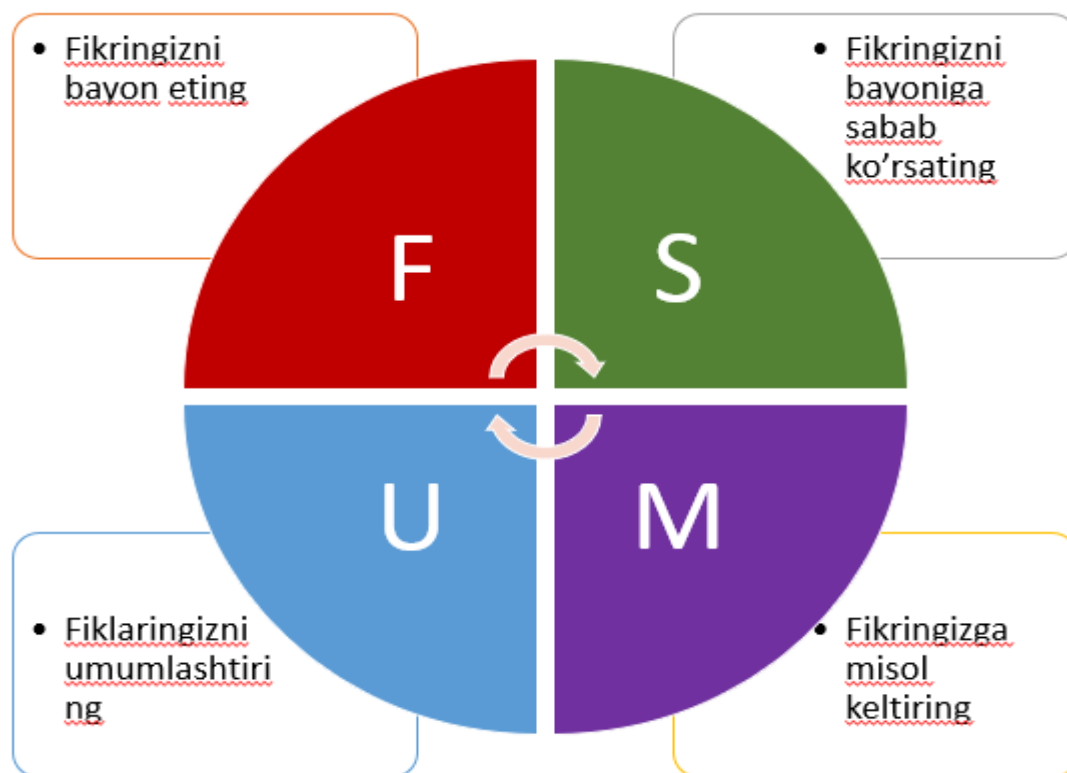 • Fikringizni
bayon eting
• Fikringizni
bayoniga
sabab
ko’rsating
F
S
U
M
• Fiklaringizni
umumlashtiri
ng
• Fikringizga
misol
keltiring